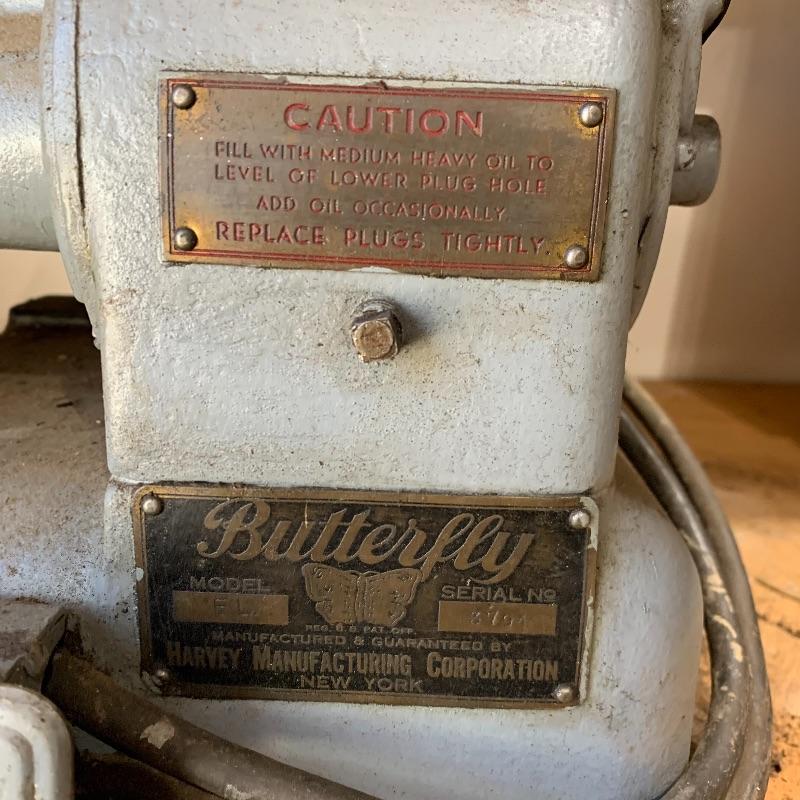 CAUTION
FILL WITH MEDIUM HEAVY OIL TO
LEVEL OF LOWER PLUG HOLE
ADD OIL OCCASIONALLY.
REPLACE PLUGS TIGHTLY.
Butterfly
MODEL SERIAL NO
REG. U.S. PAT. OFF.
MANUFACTURED & GUARANTEED BY
HARVEY MANUFACTURING CORPORATION
NEW YORK